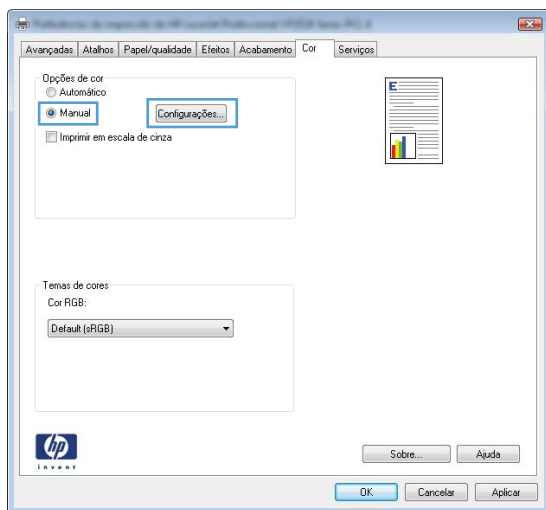 Avançadas Atalhos Papel/qualidade Efeitos Acabamento Cor Serviços
Opções de cor
Automático
Manual Configurações...
Imprimir em escala de cinza
E
Temas de cores
Cor RGB:
Default (sRGB)
hp
invent
Sobre... Ajuda
OK Cancelar Aplicar